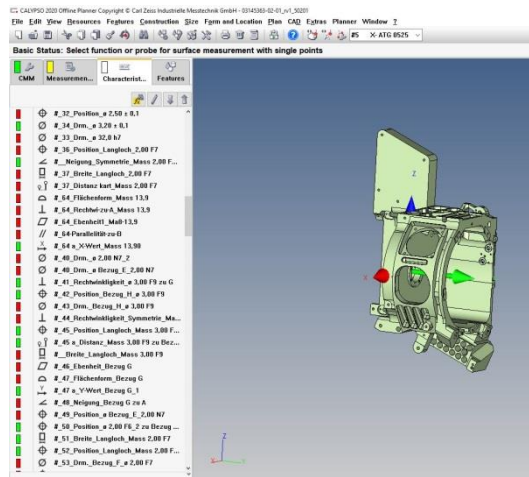 CALYPSO 2020 Offline Planner Copyright © Carl Zeiss Industrielle Messtechnik GmbH - 03145363-02-01_rv1_50201
File Edit View Resources Features Construction Size Form and Location Plan CAD Extras Planner Window ?
#5 X- ATG 0525
Basic Status: Select function or probe for surface measurement with single points
CMM Measuremen... Characterist... Features
#_32_Position_ø 2,50 ± 0,1
#_34_Drm._ø 3,20 ± 0,1
#_33_Drm._ø 32,0 h7
#_36_Position_Langloch_2,00 F7
#__Neigung_Symmetrie_Mass 2,00 F...
#_37_Breite_Langloch_2,00 F7
#_37_Distanz kart_Mass 2,00 F7
#_64_Flächenform_Mass 13,9
#_64_Rechtwi-zu-A_Mass 13,9
#_64_Ebenheit1_Maß-13,9
#_64-Parallelität-zu-B
#_64 a_X-Wert_Mass 13,90
#_40_Drm._ø 2,00 N7_2
#_40_Drm._ø Bezug_E_2,00 N7
#_41_Rechtwinkligkeit_ø 3,00 F9 zu G
#_42_Position_Bezug_H_ø 3,00 F9
#_43_Drm._Bezug_H_ø 3,00 F9
#_44_Rechtwinkligkeit_Symmetrie_Ma...
#_45_Position_Langloch_Mass 3,00 F...
#_45 a_Distanz_Mass 3,00 F9 zu Bez...
#__Breite_Langloch_Mass 3,00 F9
#_46_Ebenheit_Bezug G
#_47_Flächenform_Bezug G
#_47 a_Y-Wert_Bezug G_1
#_48_Neigung_Bezug G zu A
#_49_Position_ø Bezug_E_2,00 N7
#_50_Position_ø 2,00 F6_2 zu Bezug ...
#_51_Breite_Langloch_Mass 2,00 F7
#_52_Position_Langloch_Mass 2,00 F7
#_53_Drm._Bezug_F_ø 2,00 F7
Z
Z
X
Y